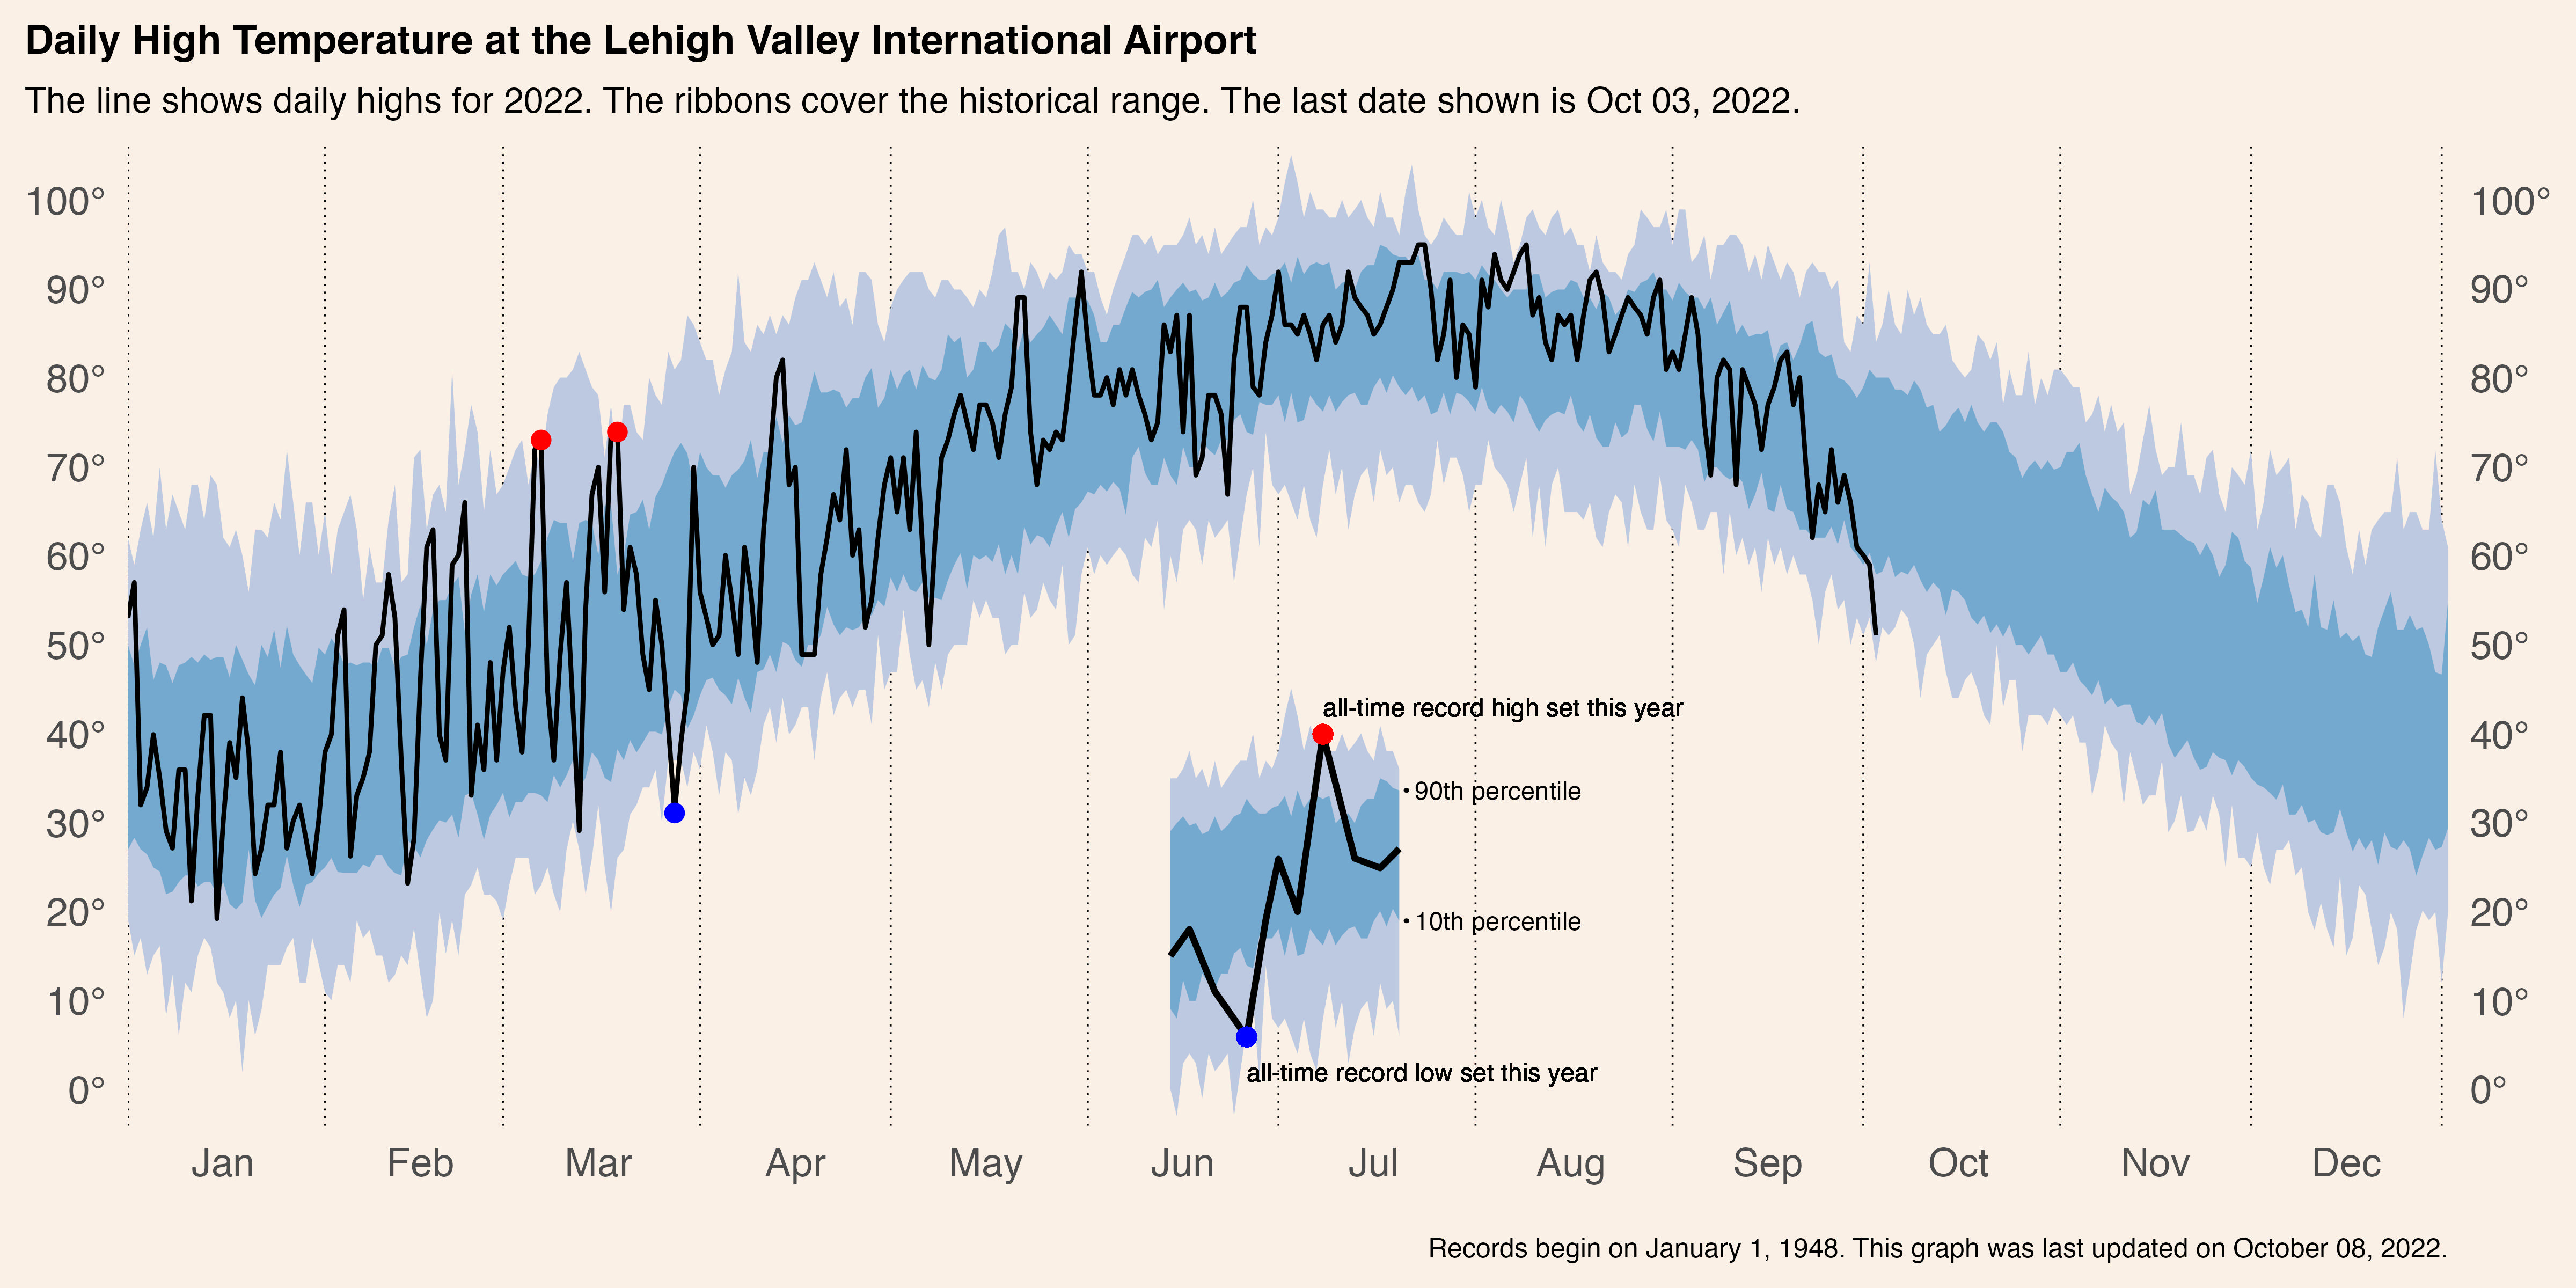 Daily High Temperature at the Lehigh Valley International Airport
The line shows daily highs for 2022. The ribbons cover the historical range. The last date shown is Oct 03, 2022.
100° 100°
90° 90°
80° 80°
70° 70°
60° 60°
50° 50°
all-time record high set this year
40° 40°
90th percentile
30° 30°
10th percentile
20° 20°
10° 10°
all-time record low set this year
0° 0°
Jan Feb Mar Apr May Jun Jul Aug Sep Oct Nov Dec
Records begin on January 1, 1948. This graph was last updated on October 08, 2022.